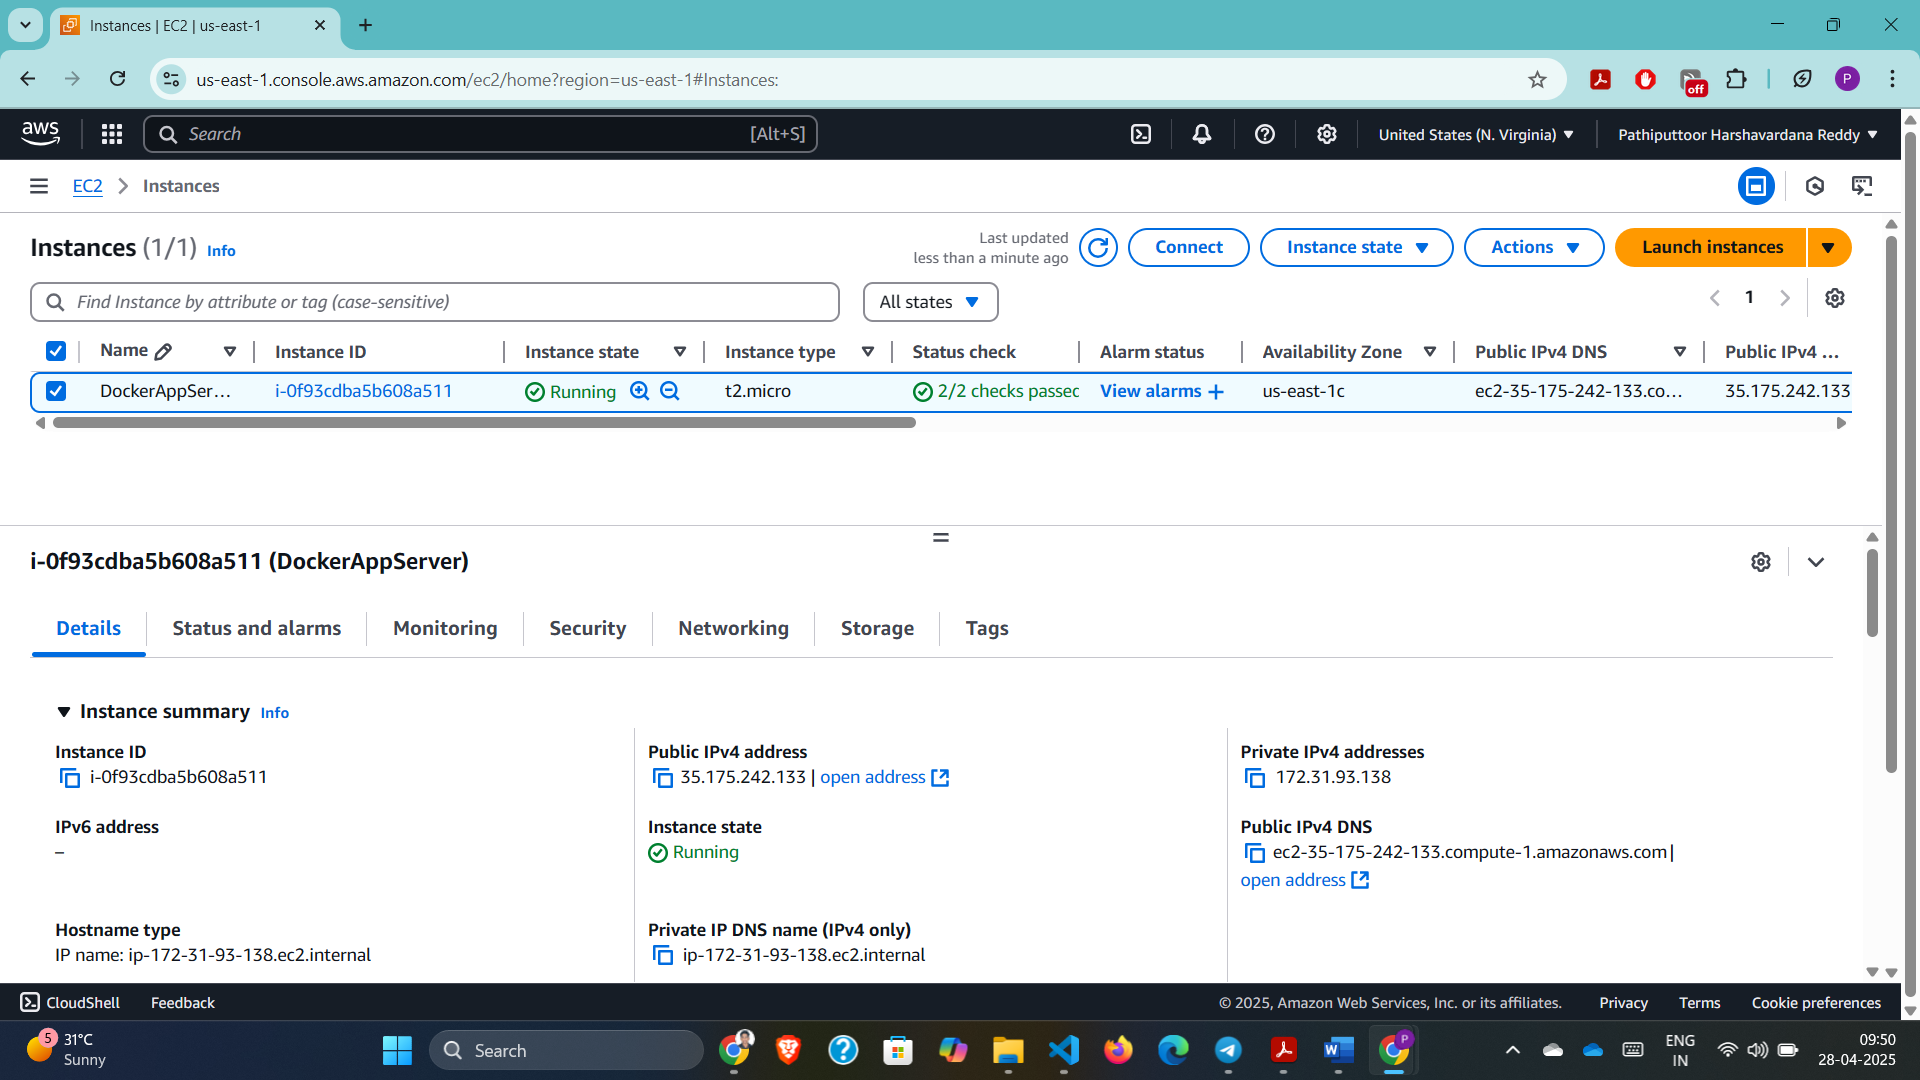 Instances | EC2 | us-east-1
us-east-1.console.aws.amazon.com/ec2/home?region=us-east-1#Instances:
off
P
aws
Search [Alt+S]
United States (N. Virginia)
Pathiputtoor Harshavardana Reddy
EC2 Instances
Instances (1/1) Info
Last updated
less than a minute ago
Connect Instance state Actions Launch instances
Find Instance by attribute or tag (case-sensitive)
All states
1
Name Instance ID Instance state Instance type Status check Alarm status Availability Zone Public IPv4 DNS Public IPv4 ...
DockerAppSer... i-0f93cdba5b608a511 Running t2.micro 2/2 checks passed View alarms + us-east-1c ec2-35-175-242-133.co... 35.175.242.133
i-0f93cdba5b608a511 (DockerAppServer)
Details Status and alarms Monitoring Security Networking Storage Tags
Instance summary Info
Instance ID Public IPv4 address Private IPv4 addresses
i-0f93cdba5b608a511 35.175.242.133 | open address 172.31.93.138
IPv6 address Instance state Public IPv4 DNS
– Running ec2-35-175-242-133.compute-1.amazonaws.com |
open address
Hostname type Private IP DNS name (IPv4 only)
IP name: ip-172-31-93-138.ec2.internal ip-172-31-93-138.ec2.internal
CloudShell Feedback © 2025, Amazon Web Services, Inc. or its affiliates. Privacy Terms Cookie preferences
5
31°C
Sunny
Search
P
ENG
IN
09:50
28-04-2025